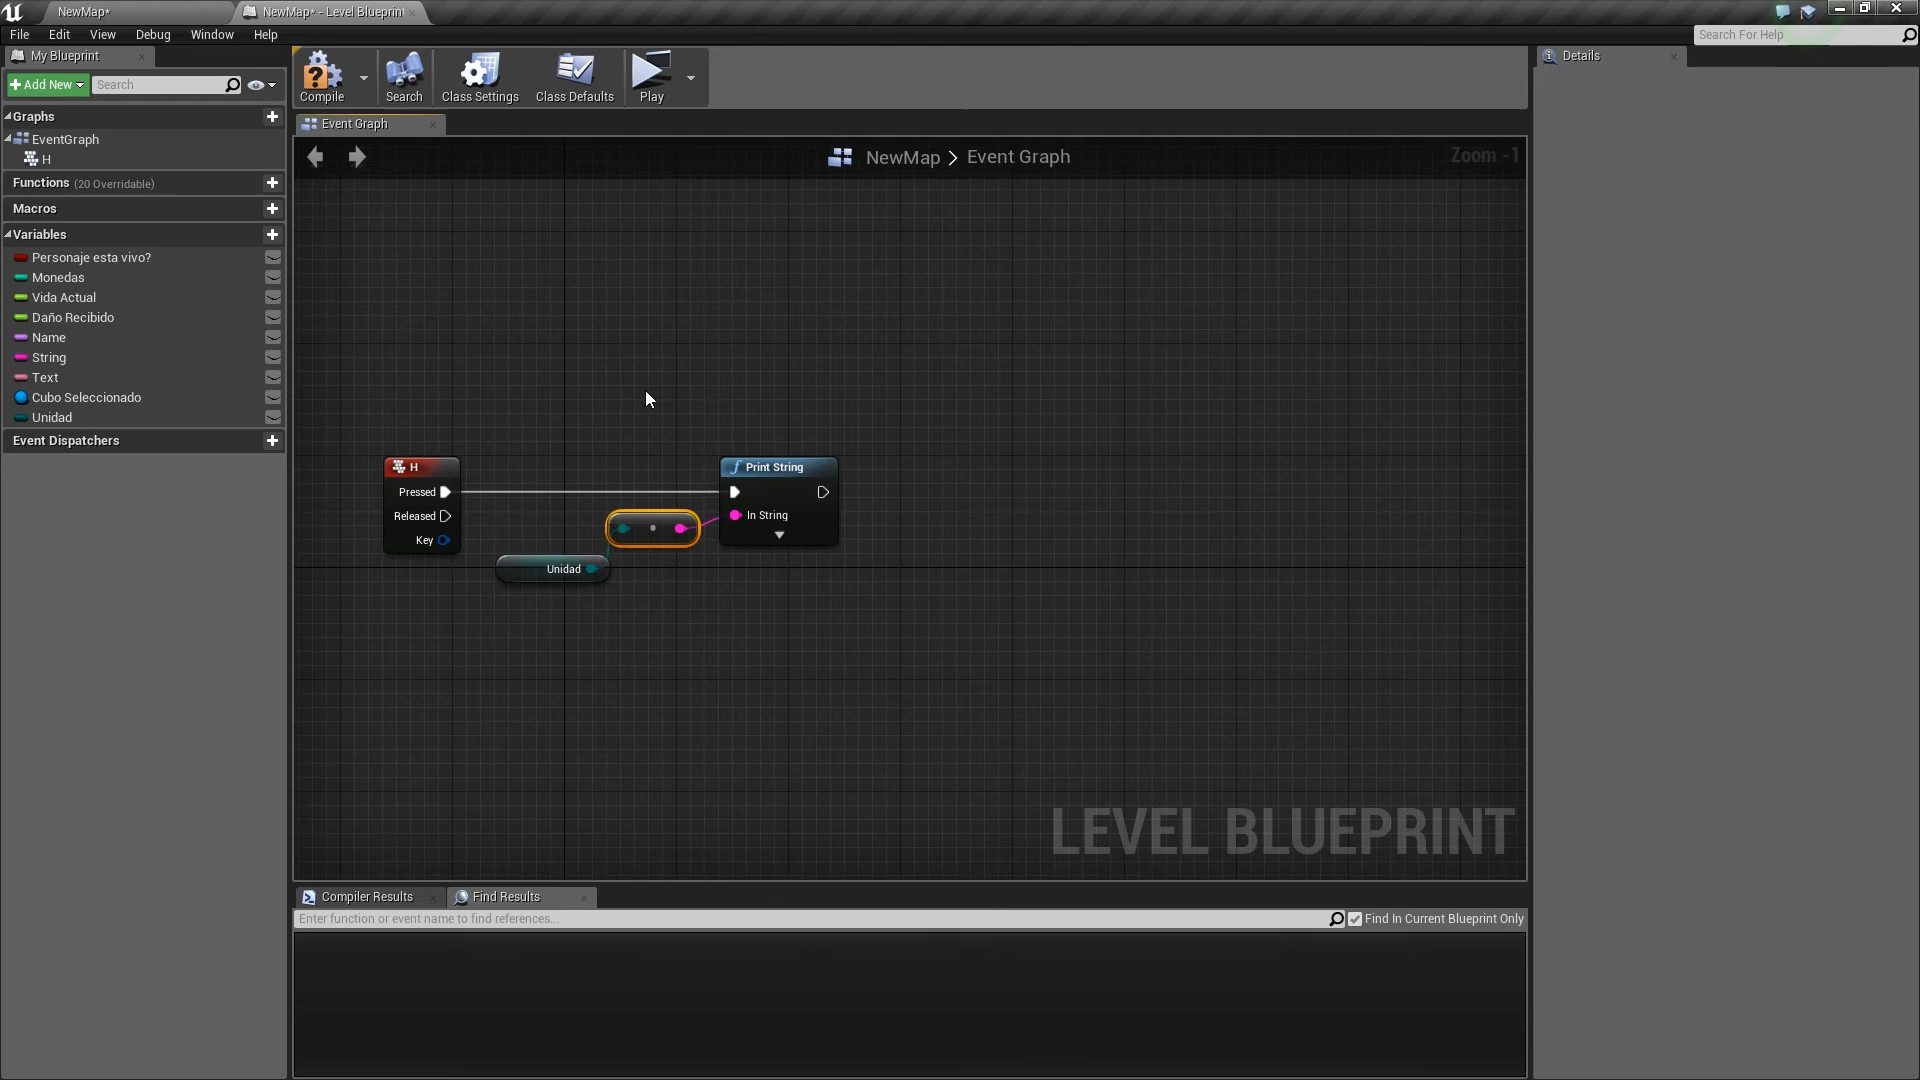 NewMap*
NewMap* - Level Blueprint
File Edit View Debug Window Help
Search For Help
My Blueprint
Add New
Search
Graphs
EventGraph
H
Functions (20 Overridable)
Macros
Variables
Personaje esta vivo?
Monedas
Vida Actual
Daño Recibido
Name
String
Text
Cubo Seleccionado
Unidad
Event Dispatchers
Compile
Search
Class Settings
Class Defaults
Play
Event Graph
NewMap > Event Graph
Zoom -1
H
Pressed
Released
Key
Unidad
Print String
In String
LEVEL BLUEPRINT
Compiler Results
Find Results
Enter function or event name to find references...
Find In Current Blueprint Only
Details